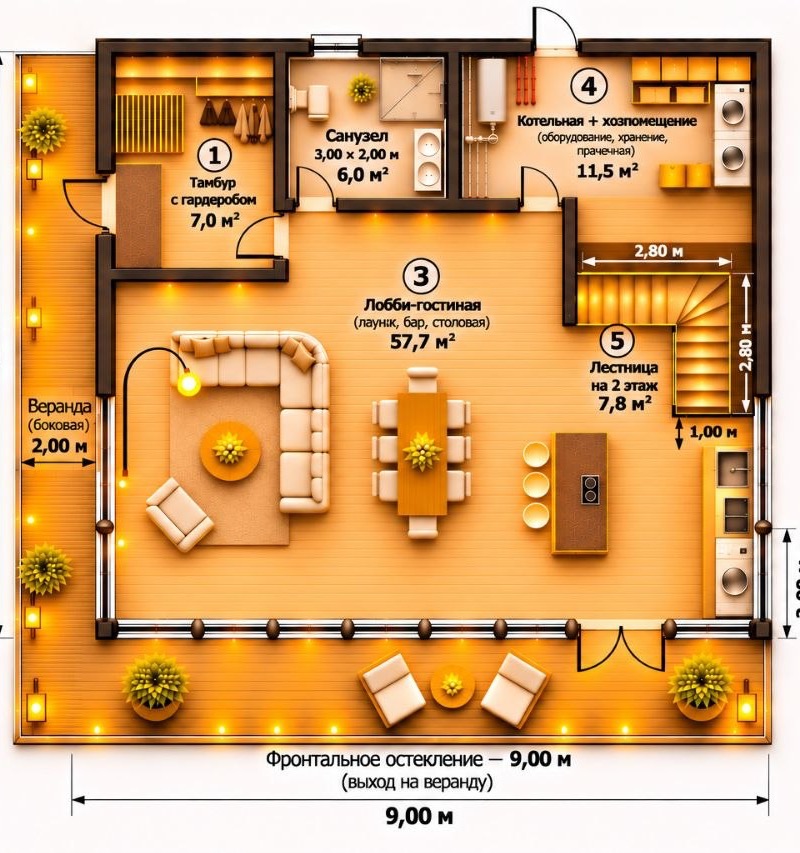 4
Котельная + хозпомещение
(оборудование, хранение,
прачечная)
11,5 м²
Санузел
3,00 × 2,00 м
6,0 м²
1
Тамбур
с гардеробом
7,0 м²
2,80 м
3
Лобби-гостиная
(лаунж, бар, столовая)
57,7 м²
5
Лестница
на 2 этаж
7,8 м²
2,80 м
Веранда
(боковая)
2,00 м
1,00 м
Фронтальное остекление — 9,00 м
(выход на веранду)
9,00 м